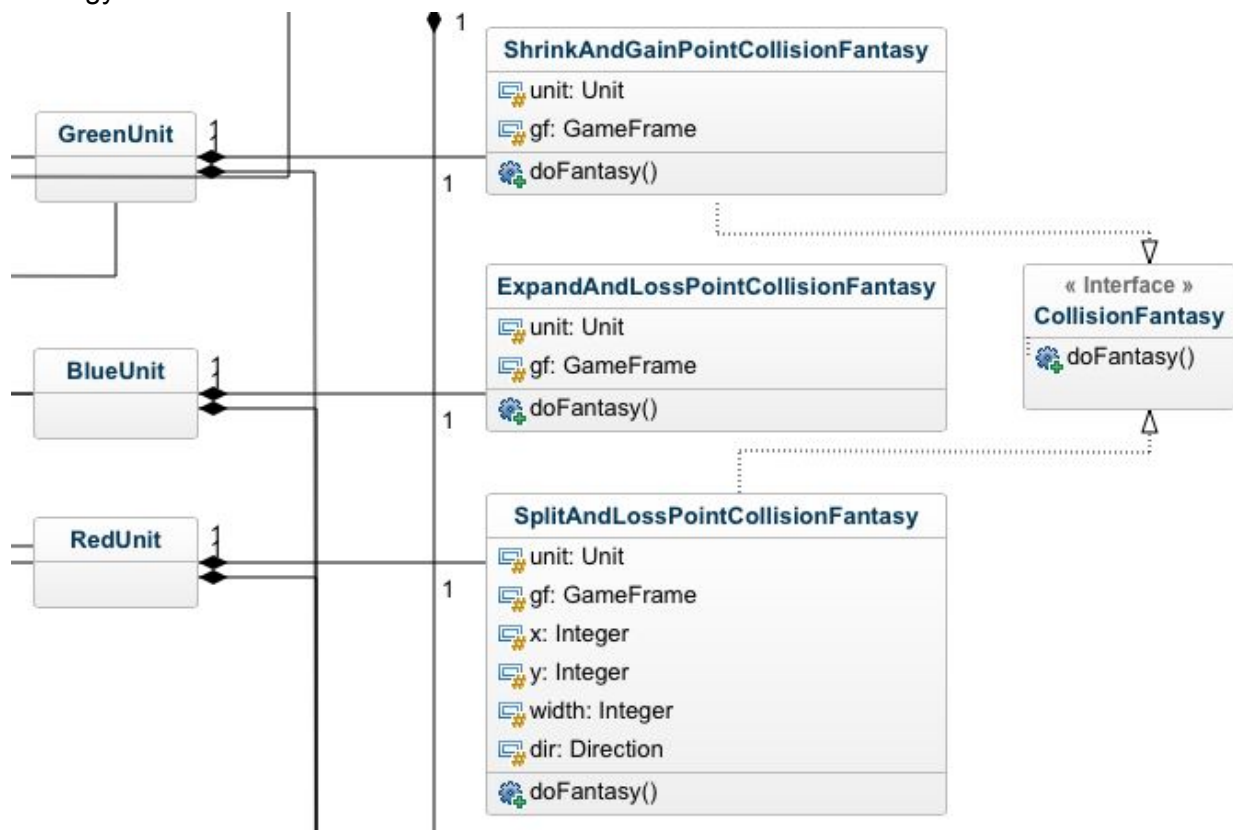 gy
1
ShrinkAndGainPointCollisionFantasy
unit: Unit
gf: GameFrame
doFantasy()
GreenUnit
1
1
« Interface »
CollisionFantasy
doFantasy()
ExpandAndLossPointCollisionFantasy
unit: Unit
gf: GameFrame
doFantasy()
BlueUnit
1
1
SplitAndLossPointCollisionFantasy
unit: Unit
gf: GameFrame
x: Integer
y: Integer
width: Integer
dir: Direction
doFantasy()
RedUnit
1
1